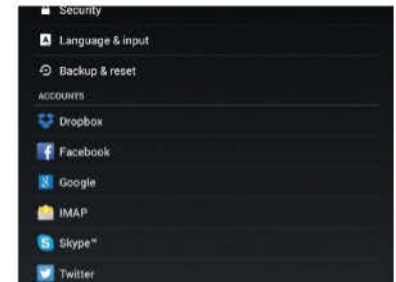 Security
Language & input
Backup & reset
ACCOUNTS
Dropbox
Facebook
Google
IMAP
Skype™
Twitter